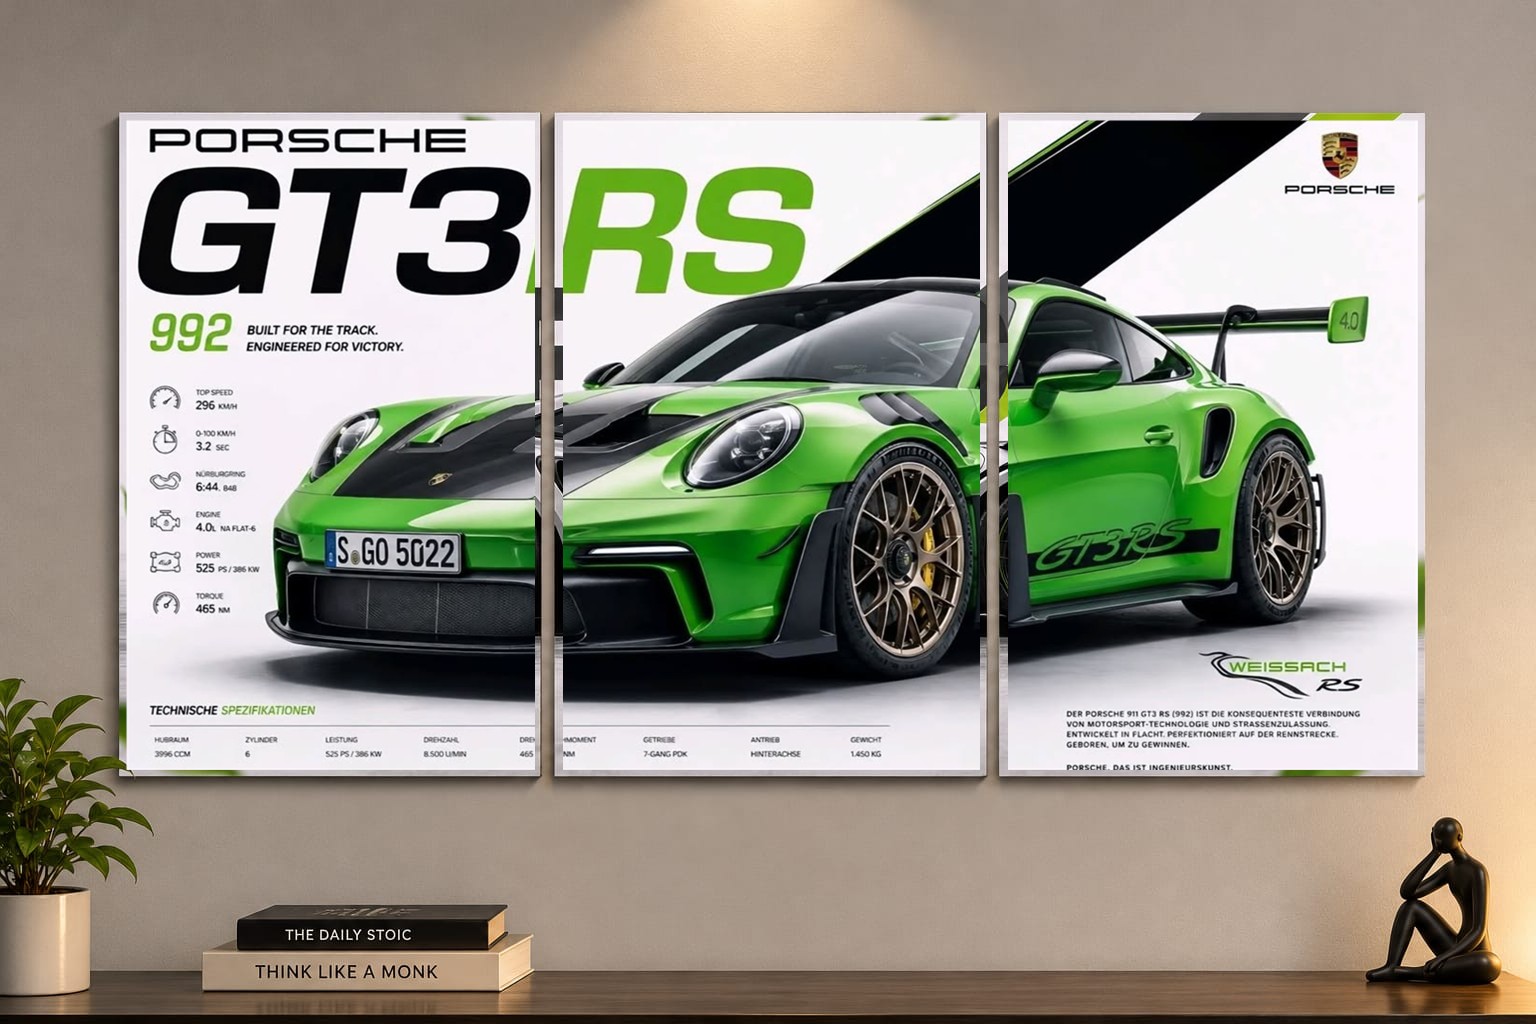 PORSCHE
GT3 RS
992
BUILT FOR THE TRACK.
ENGINEERED FOR VICTORY.
TOP SPEED
296 KM/H
0-100 KM/H
3.2 SEC
NÜRBURGRING
6:44.848
ENGINE
4.0L NA FLAT-6
POWER
525 PS / 386 KW
TORQUE
465 NM
S GO 5022
GT3 RS
4.0
PORSCHE
WEISSACH
RS
TECHNISCHE SPEZIFIKATIONEN
HUBRAUM ZYLINDER LEISTUNG DREHZAHL DREHMOMENT GETRIEBE ANTRIEB GEWICHT
3996 CCM 6 525 PS / 386 KW 8.500 U/MIN 465 NM 7-GANG PDK HINTERACHSE 1.450 KG
DER PORSCHE 911 GT3 RS (992) IST DIE KONSEQUENTESTE VERBINDUNG
VON MOTORSPORT-TECHNOLOGIE UND STRASSENZULASSUNG.
ENTWICKELT IN FLACHT. PERFEKTIONIERT AUF DER RENNSTRECKE.
GEBOREN, UM ZU GEWINNEN.
PORSCHE. DAS IST INGENIEURSKUNST.
THE DAILY STOIC
THINK LIKE A MONK